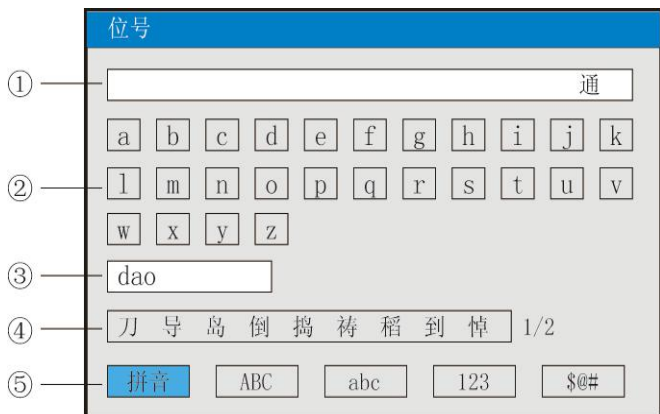 位号
① 通
a b c d e f g h i j k
② l m n o p q r s t u v
w x y z
③ dao
④ 刀 导 岛 倒 捣 祷 稻 到 悼 1/2
⑤ 拼音 ABC abc 123 $@#